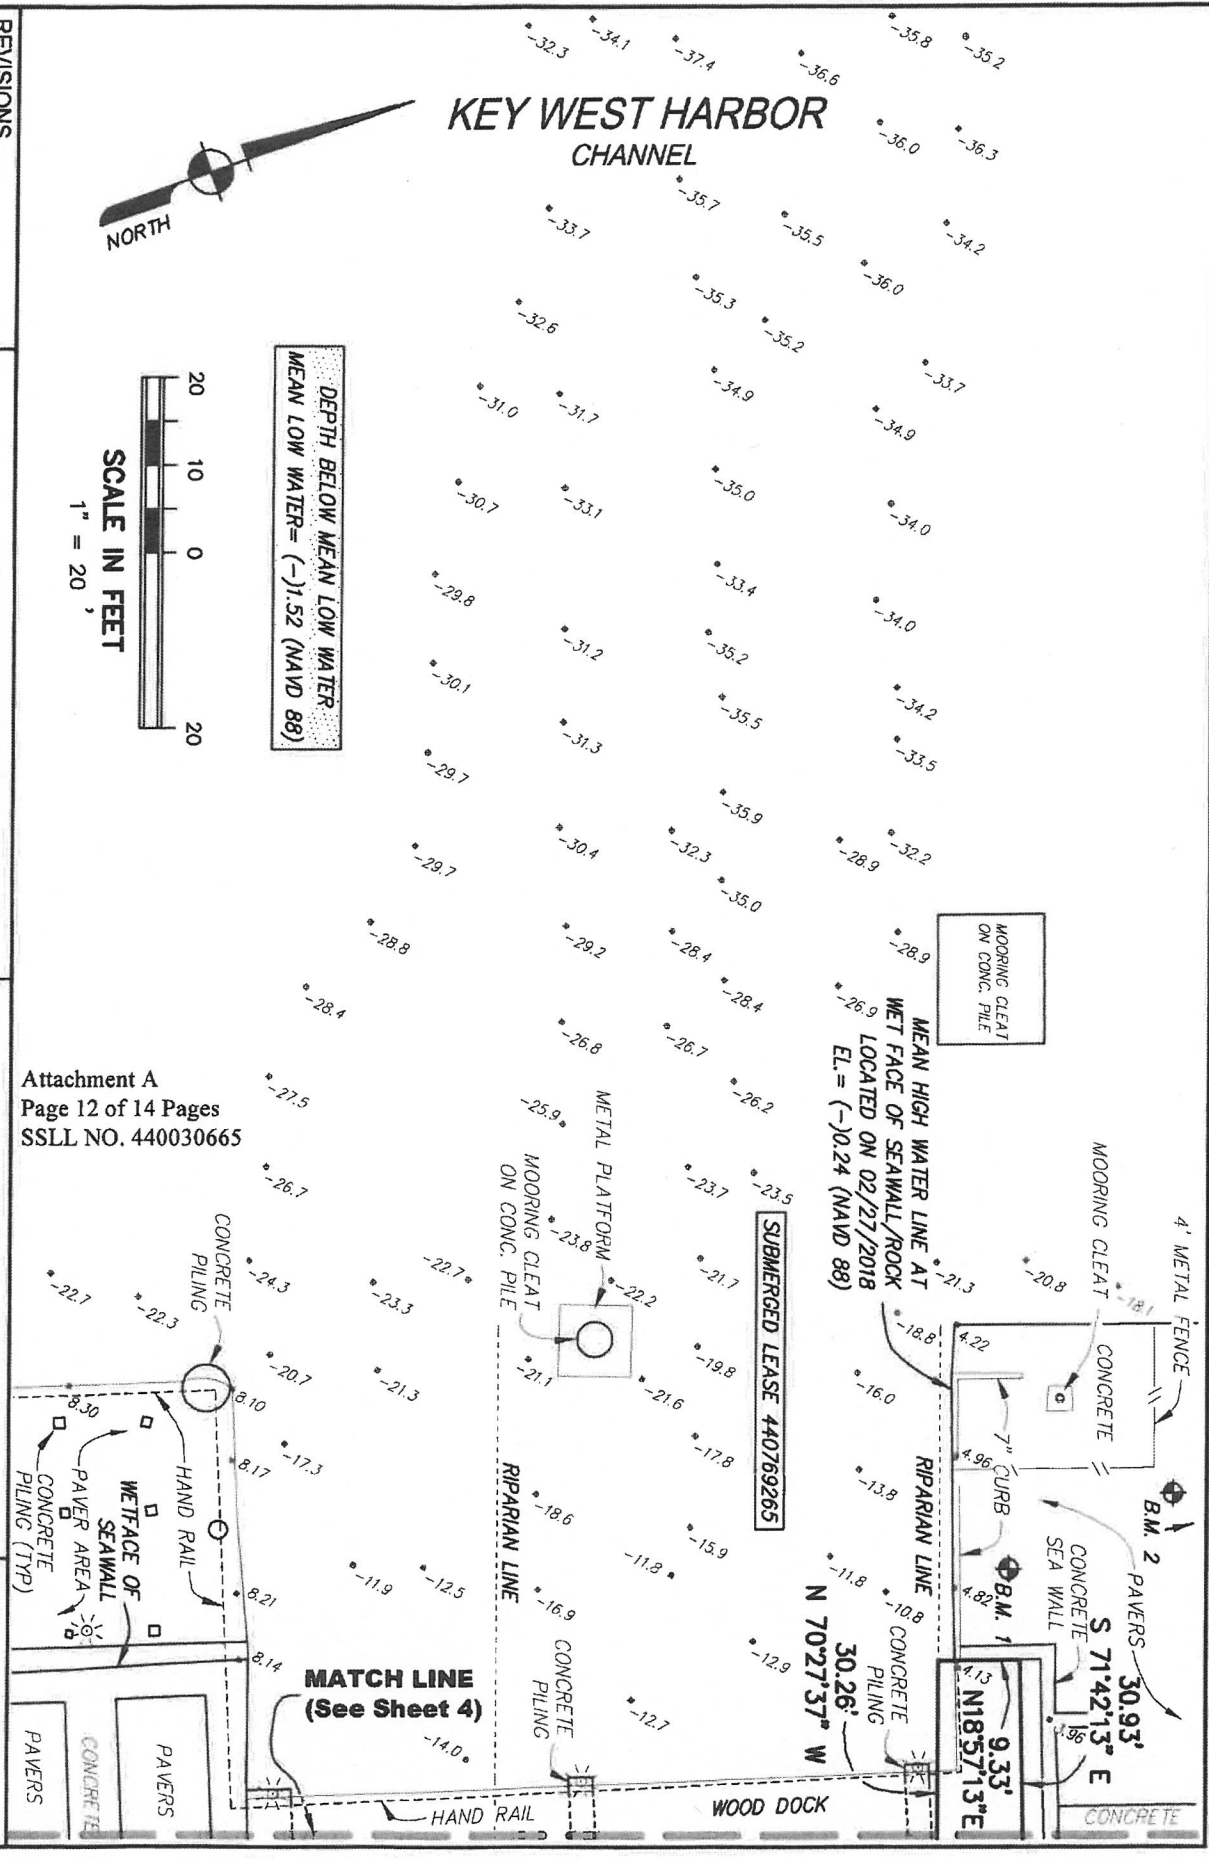 REVISIONS
-32.3
-34.1
-37.4
-36.6
-35.8
-35.2
KEY WEST HARBOR
CHANNEL
-36.0
-36.3
NORTH
-33.7
-35.7
-35.5
-34.2
-36.0
-32.6
-35.3
-35.2
-33.7
-31.0
-31.7
-34.9
-34.9
-30.7
-33.1
-35.0
-34.0
DEPTH BELOW MEAN LOW WATER
MEAN LOW WATER= (-)1.52 (NAVD 88)
20 10 0 20
SCALE IN FEET
1" = 20 '
-29.8
-33.4
-34.0
-31.2
-35.2
-30.1
-35.5
-34.2
-31.3
-33.5
-29.7
-35.9
-30.4
-32.3
-28.9
-32.2
-29.7
-35.0
-28.8
-29.2
-28.4
-28.9
-28.4
-28.4
-26.9
MOORING CLEAT
ON CONC. PILE
MEAN HIGH WATER LINE AT
WET FACE OF SEAWALL/ROCK
LOCATED ON 02/27/2018
EL.= (-)0.24 (NAVD 88)
-26.8
-26.7
-26.2
Attachment A
Page 12 of 14 Pages
SSLL NO. 440030665
-27.5
-25.9
-26.7
-23.7
-23.5
METAL PLATFORM
MOORING CLEAT
ON CONC. PILE
-23.8
SUBMERGED LEASE 440769265
MOORING CLEAT
4' METAL FENCE
CONCRETE
PILING
-22.7
-22.3
-24.3
-23.3
-22.7
-22.2
-21.7
-21.3
-20.8
-18.1
-18.8
4.22
CONCRETE
-20.7
-21.3
-21.1
-21.6
-19.8
-16.0
8.30
8.10
8.17
-17.3
-17.8
-13.8
4.96
7" CURB
B.M. 2
RIPARIAN LINE
RIPARIAN LINE
HAND RAIL
WETFACE OF
SEAWALL
PAVER AREA
CONCRETE
PILING (TYP)
-18.6
-15.9
-11.8
-11.8
-10.8
-11.9
-12.5
-16.9
8.21
4.82
B.M. 1
CONCRETE
SEA WALL
PAVERS
8.14
-12.9
-12.7
-14.0
4.13
3.96
MATCH LINE
(See Sheet 4)
CONCRETE
PILING
CONCRETE
PILING
N 70°27'37" W
30.26'
30.93'
S 71°42'13" E
9.33'
N18°57'13"E
HAND RAIL
WOOD DOCK
PAVERS
CONCRETE
PAVERS
CONCRETE